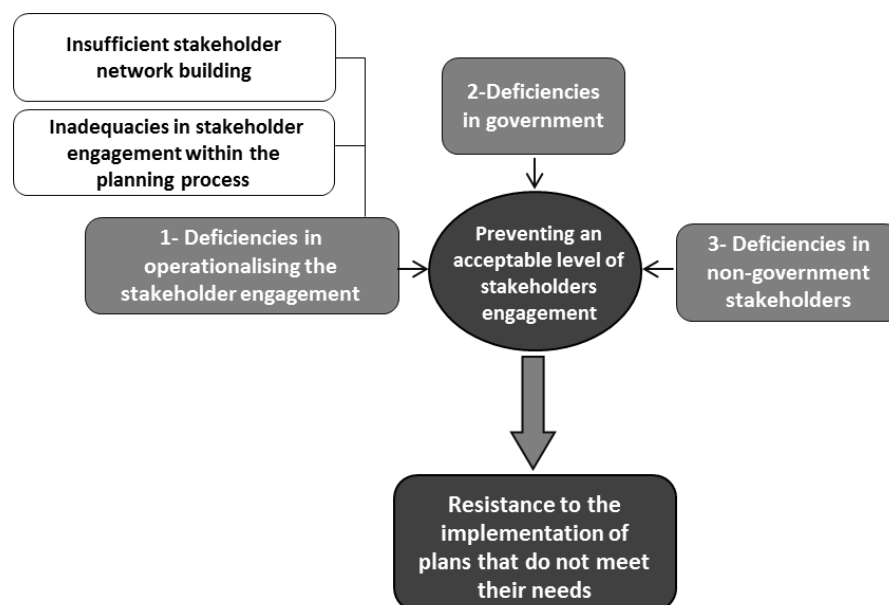 Insufficient stakeholder
network building
Inadequacies in stakeholder
engagement within the
planning process
1- Deficiencies in
operationalising the
stakeholder engagement
2-Deficiencies
in government
Preventing an
acceptable level of
stakeholders
engagement
3- Deficiencies in
non-government
stakeholders
Resistance to the
implementation of
plans that do not meet
their needs